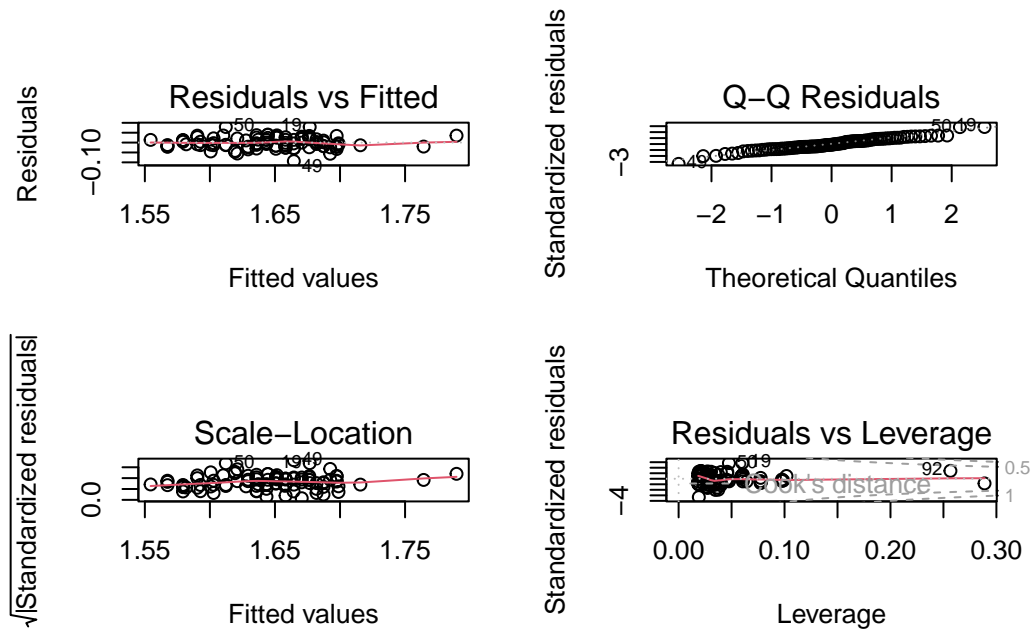 Residuals vs Fitted
Residuals
−0.10
50
19
49
1.55
1.65
1.75
Fitted values
Q−Q Residuals
Standardized residuals
−3
50
19
49
−2
−1
0
1
2
Theoretical Quantiles
Scale−Location
√|Standardized residuals|
0.0
50
19
49
1.55
1.65
1.75
Fitted values
Residuals vs Leverage
Standardized residuals
−4
50
19
92
Cook's distance
0.5
1
0.00
0.10
0.20
0.30
Leverage